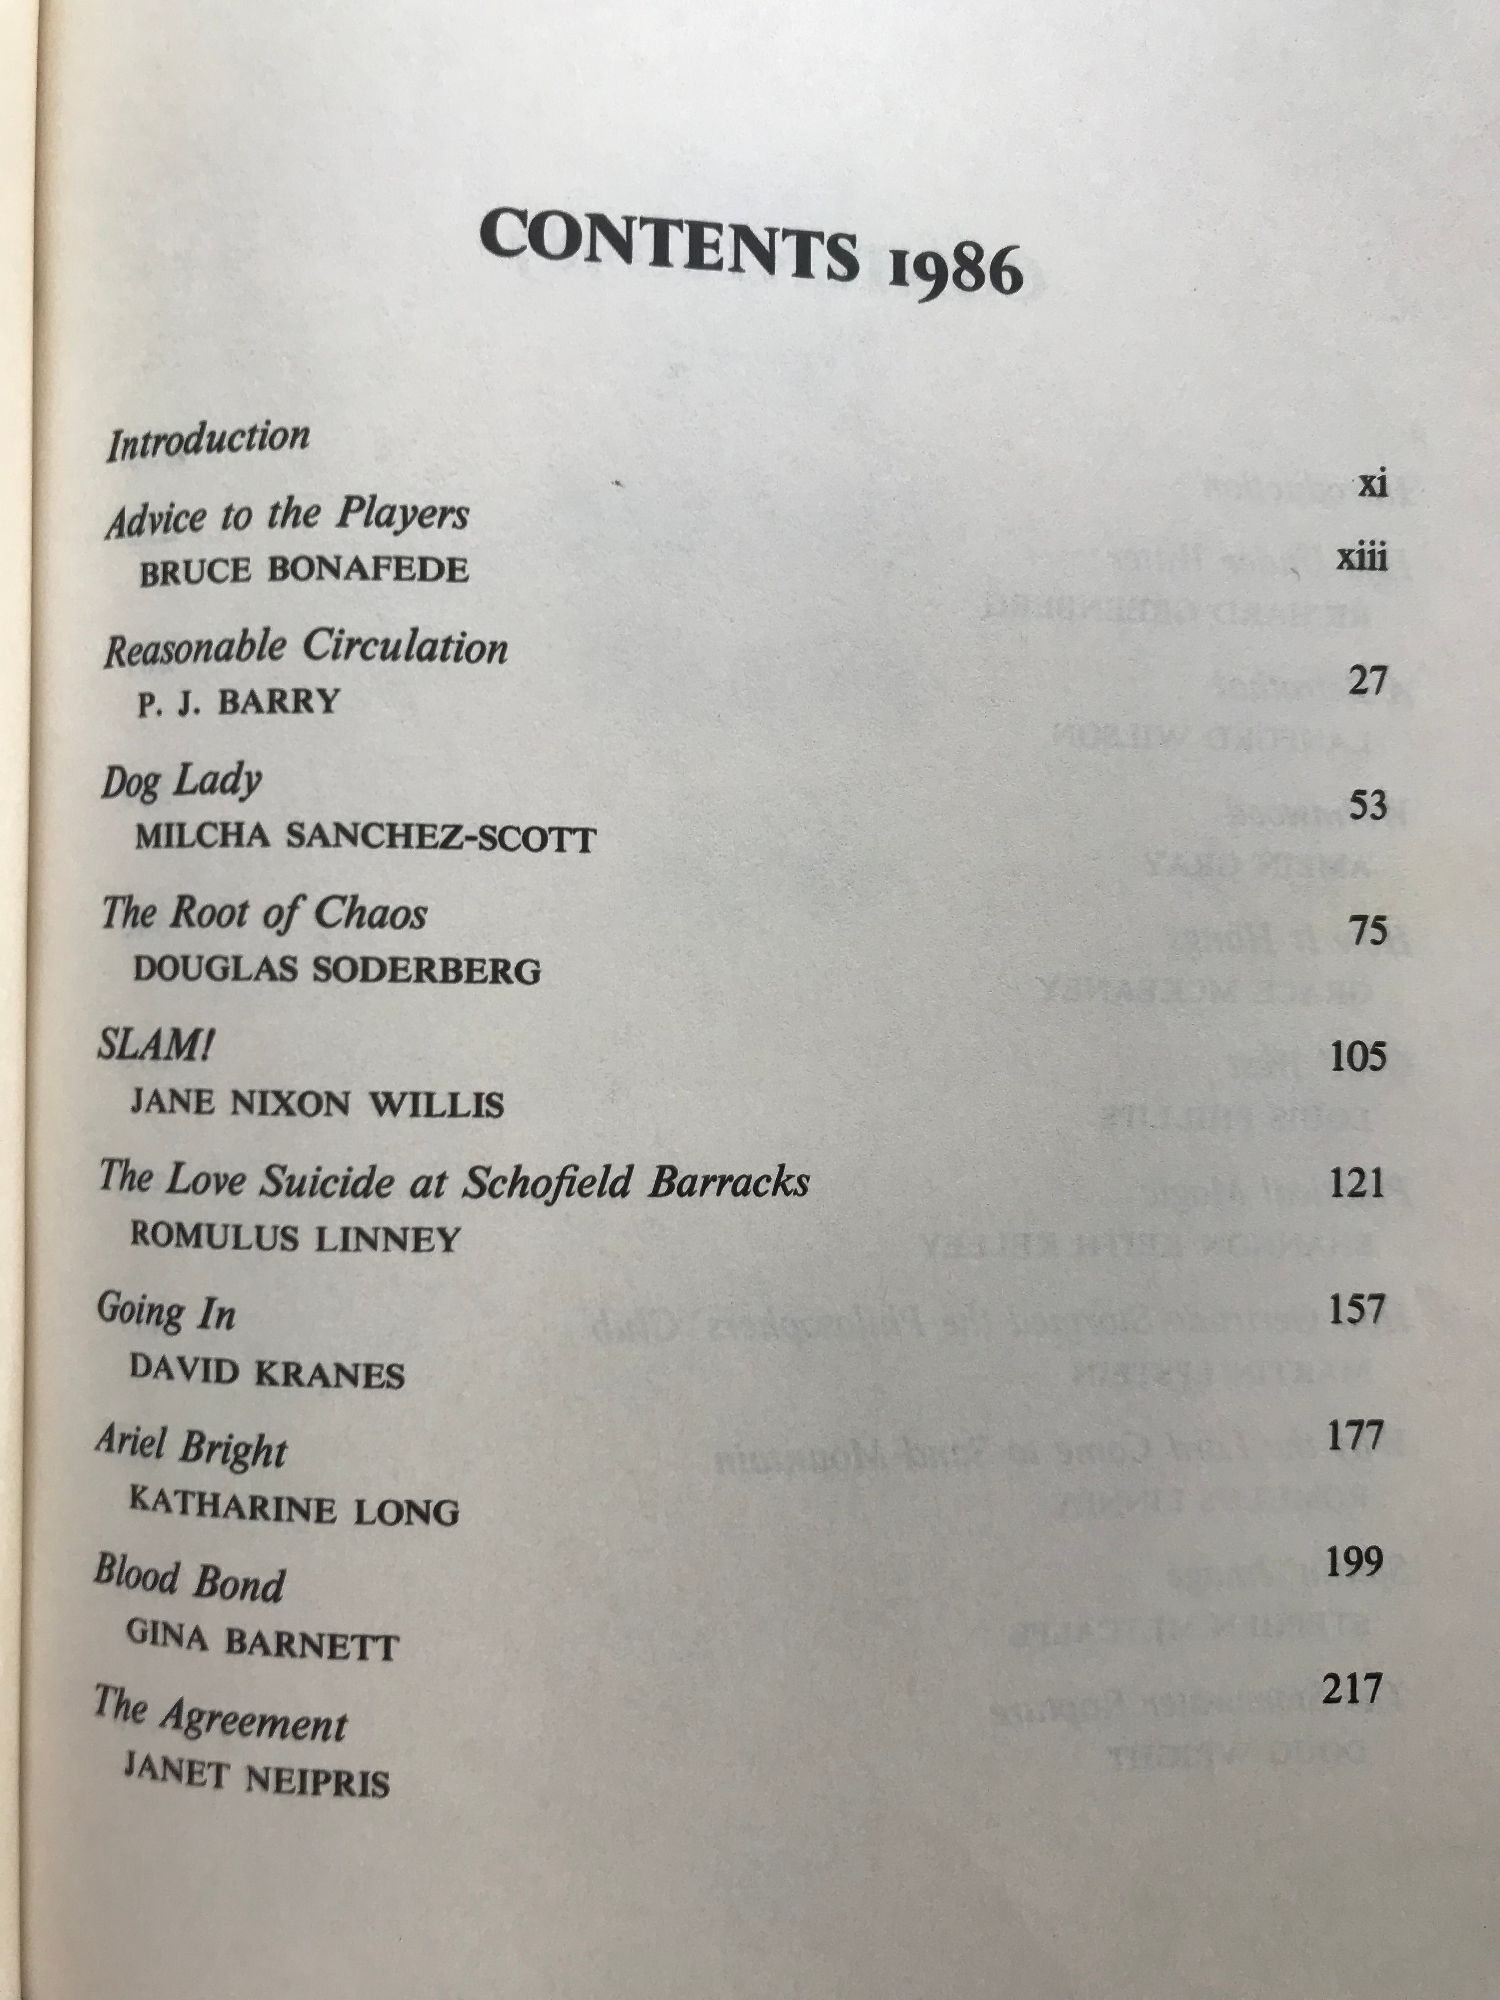 CONTENTS 1986
Introduction xi
Advice to the Players xiii
BRUCE BONAFEDE
Reasonable Circulation 27
P. J. BARRY
Dog Lady 53
MILCHA SANCHEZ-SCOTT
The Root of Chaos 75
DOUGLAS SODERBERG
SLAM! 105
JANE NIXON WILLIS
The Love Suicide at Schofield Barracks 121
ROMULUS LINNEY
Going In 157
DAVID KRANES
Ariel Bright 177
KATHARINE LONG
Blood Bond 199
GINA BARNETT
The Agreement 217
JANET NEIPRIS